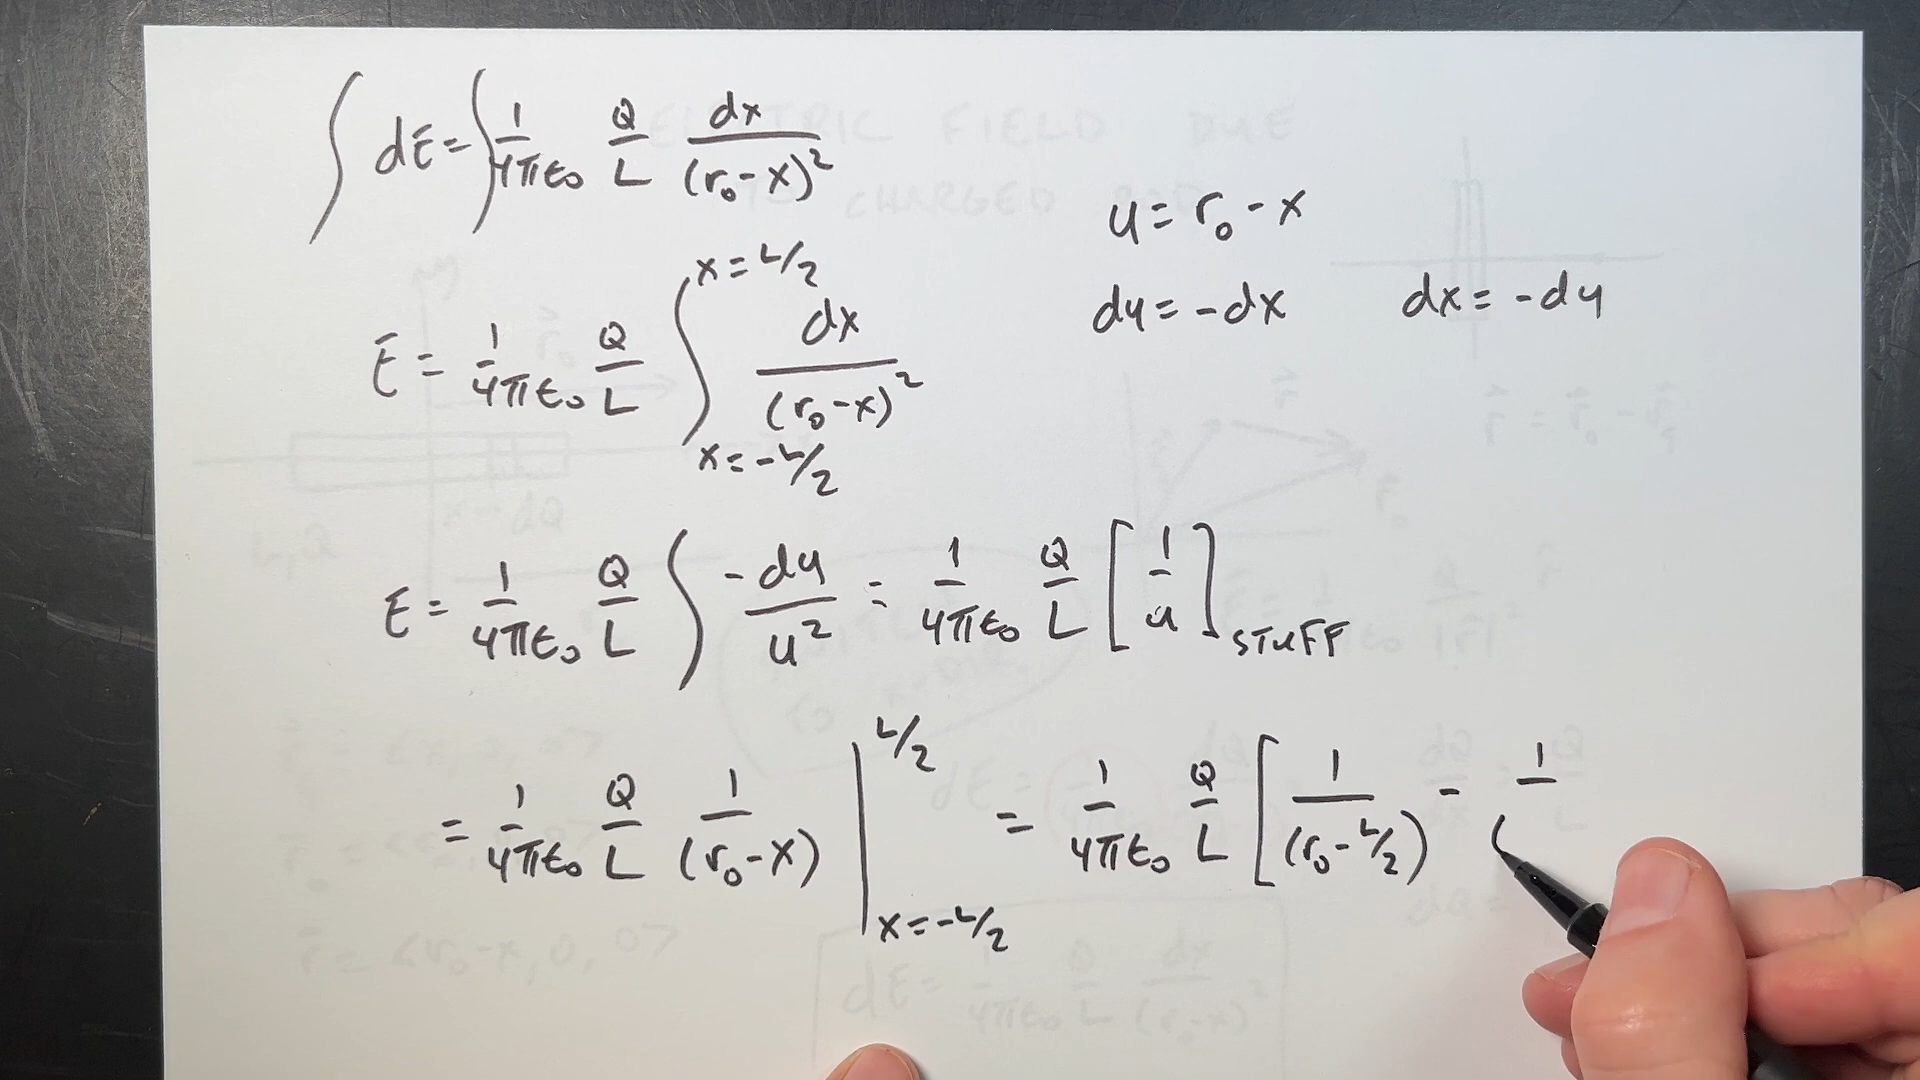 ∫ dE = ∫ 1/4πε₀ Q/L dx/(r₀-x)²
u = r₀ - x
du = -dx    dx = -du
E = 1/4πε₀ Q/L ∫_{x=-L/2}^{x=L/2} dx/(r₀-x)²
E = 1/4πε₀ Q/L ∫ -du/u² = 1/4πε₀ Q/L [1/u]_STUFF
= 1/4πε₀ Q/L 1/(r₀-x) |_{x=-L/2}^{L/2} = 1/4πε₀ Q/L [1/(r₀-L/2) - 1/(